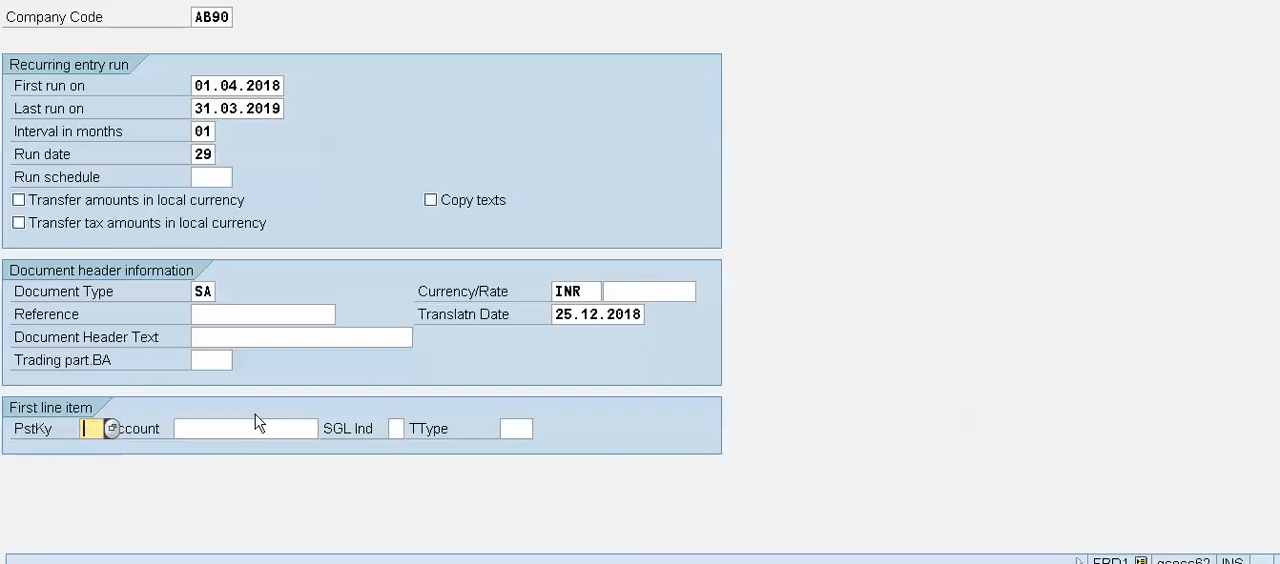 Company Code AB90
Recurring entry run
First run on 01.04.2018
Last run on 31.03.2019
Interval in months 01
Run date 29
Run schedule
Transfer amounts in local currency Copy texts
Transfer tax amounts in local currency
Document header information
Document Type SA Currency/Rate INR
Reference Translatn Date 25.12.2018
Document Header Text
Trading part.BA
First line item
PstKy ccount SGL Ind TType
INS